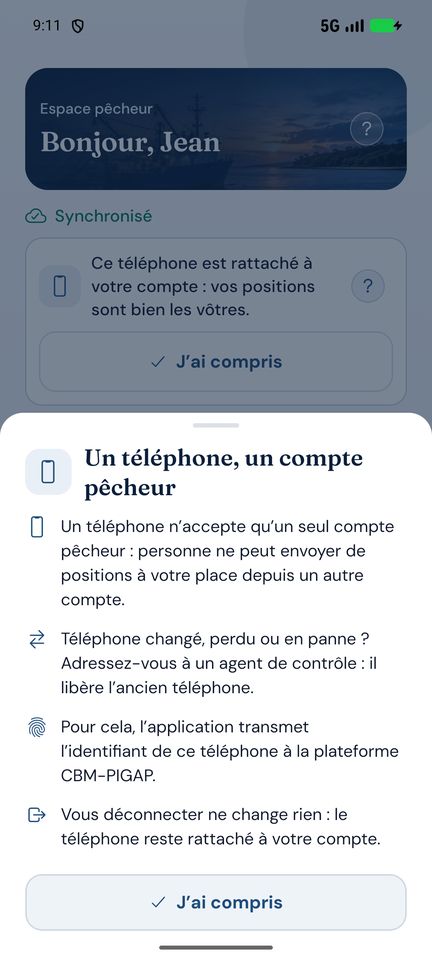 9:11
5G
Espace pêcheur
Bonjour, Jean
?
Synchronisé
Ce téléphone est rattaché à
votre compte : vos positions
sont bien les vôtres.
?
J’ai compris
Un téléphone, un compte
pêcheur
Un téléphone n’accepte qu’un seul compte
pêcheur : personne ne peut envoyer de
positions à votre place depuis un autre
compte.
Téléphone changé, perdu ou en panne ?
Adressez-vous à un agent de contrôle : il
libère l’ancien téléphone.
Pour cela, l’application transmet
l’identifiant de ce téléphone à la plateforme
CBM-PIGAP.
Vous déconnecter ne change rien : le
téléphone reste rattaché à votre compte.
J’ai compris